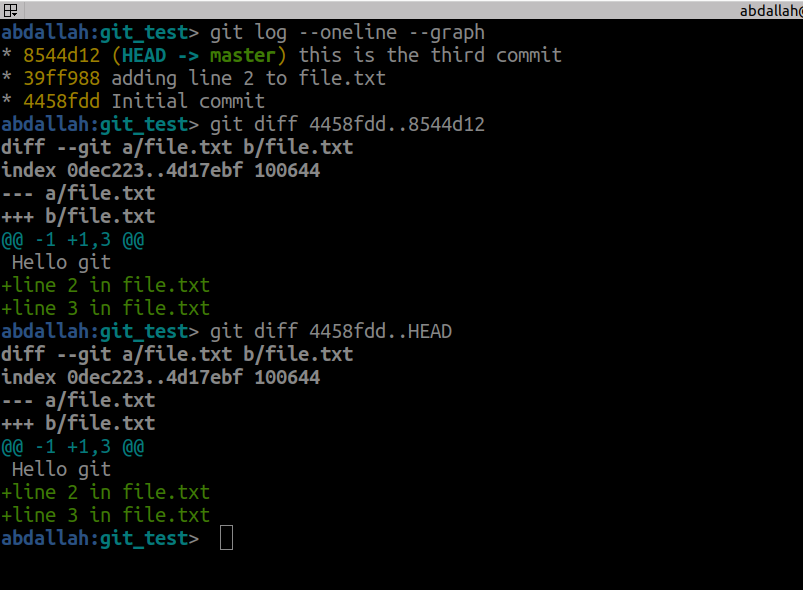 abdallah@
abdallah:git_test> git log --oneline --graph
* 8544d12 (HEAD -> master) this is the third commit
* 39ff988 adding line 2 to file.txt
* 4458fdd Initial commit
abdallah:git_test> git diff 4458fdd..8544d12
diff --git a/file.txt b/file.txt
index 0dec223..4d17ebf 100644
--- a/file.txt
+++ b/file.txt
@@ -1 +1,3 @@
 Hello git
+line 2 in file.txt
+line 3 in file.txt
abdallah:git_test> git diff 4458fdd..HEAD
diff --git a/file.txt b/file.txt
index 0dec223..4d17ebf 100644
--- a/file.txt
+++ b/file.txt
@@ -1 +1,3 @@
 Hello git
+line 2 in file.txt
+line 3 in file.txt
abdallah:git_test>